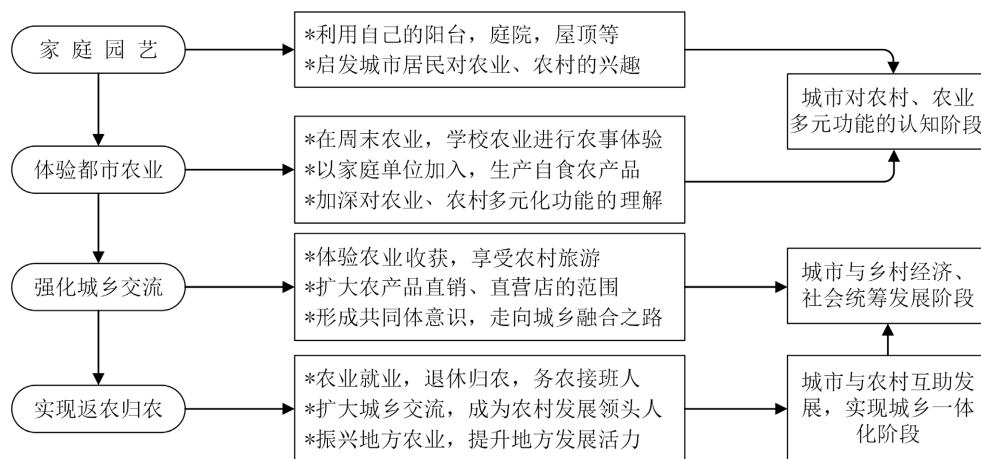 家庭园艺
*利用自己的阳台，庭院，屋顶等
*启发城市居民对农业、农村的兴趣
城市对农村、农业
多元功能的认知阶段
体验都市农业
*在周末农业，学校农业进行农事体验
*以家庭单位加入，生产自食农产品
*加深对农业、农村多元化功能的理解
强化城乡交流
*体验农业收获，享受农村旅游
*扩大农产品直销、直营店的范围
*形成共同体意识，走向城乡融合之路
城市与乡村经济、
社会统筹发展阶段
实现返农归农
*农业就业，退休归农，务农接班人
*扩大城乡交流，成为农村发展领头人
*振兴地方农业，提升地方发展活力
城市与农村互助发
展，实现城乡一体
化阶段